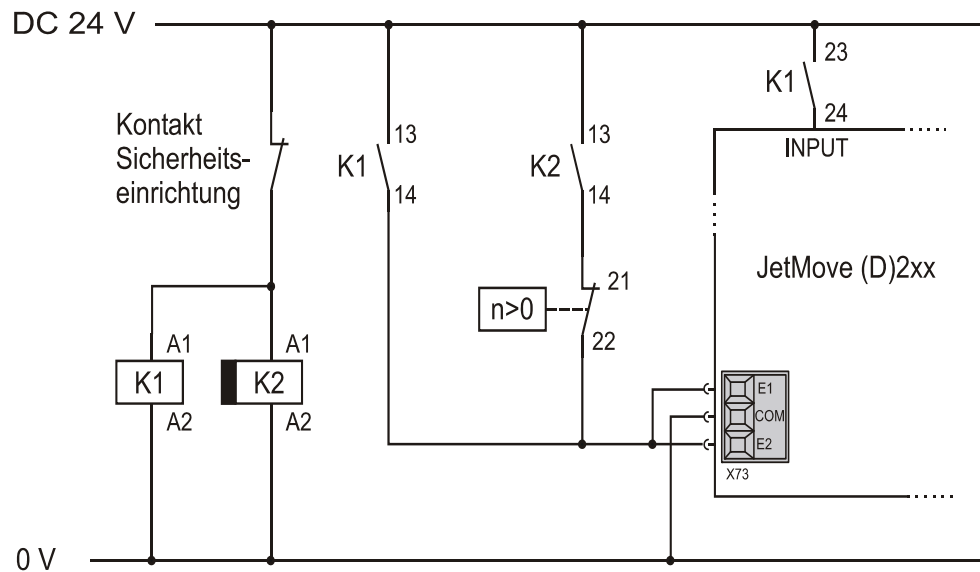 DC 24 V
Kontakt
Sicherheits-
einrichtung
K1
13
14
K2
13
14
K1
23
24
INPUT
n>0
21
22
JetMove (D)2xx
K1
A1
A2
K2
A1
A2
E1
COM
E2
X73
0 V